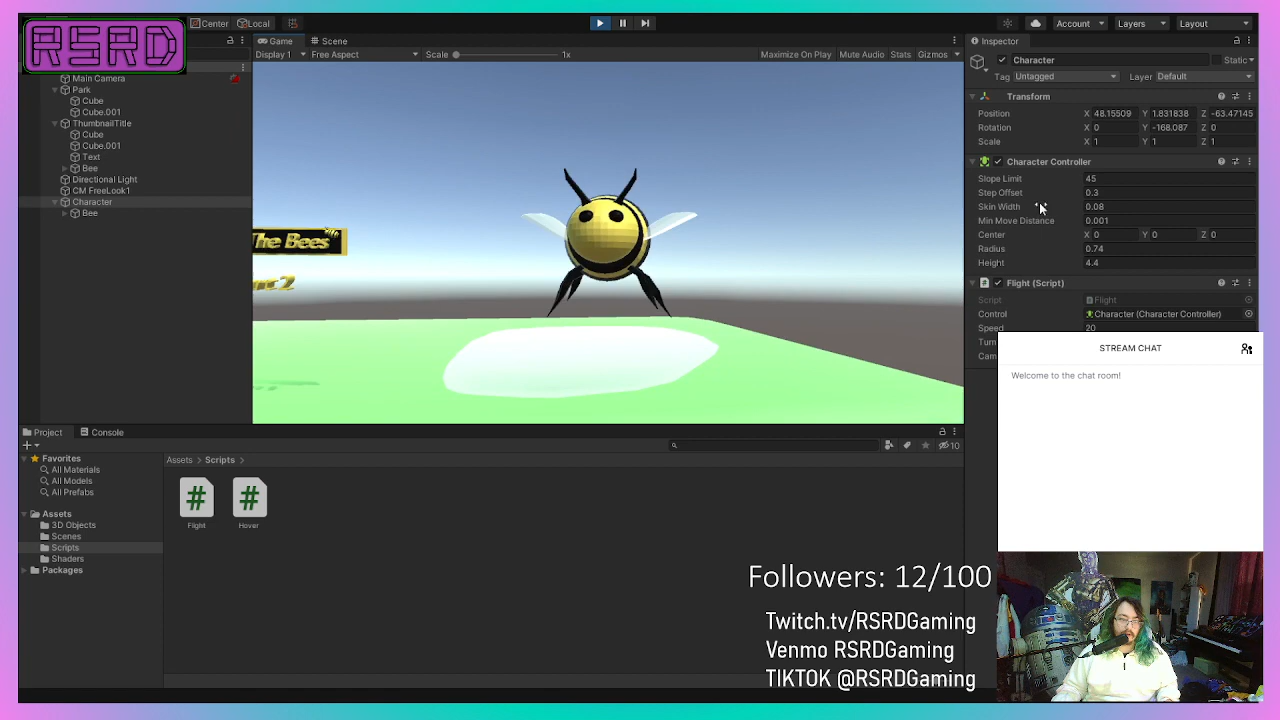 RSRD
Center
Local
Account
Layers
Layout
Game
Scene
Display 1
Free Aspect
Scale
1x
Maximize On Play
Mute Audio
Stats
Gizmos
Main Camera
Park
Cube
Cube.001
ThumbnailTitle
Cube
Cube.001
Text
Bee
Directional Light
CM FreeLook1
Character
Bee
The Bees
Inspector
Character
Static
Tag Untagged
Layer Default
Transform
Position X 48.15509 Y 1.831838 Z -63.47145
Rotation X 0 Y -168.087 Z 0
Scale X 1 Y 1 Z 1
Character Controller
Slope Limit 45
Step Offset 0.3
Skin Width 0.08
Min Move Distance 0.001
Center X 0 Y 0 Z 0
Radius 0.74
Height 4.4
Flight (Script)
Script Flight
Control Character (Character Controller)
Speed 20
Turn
Cam
STREAM CHAT
Welcome to the chat room!
Project
Console
10
Favorites
All Materials
All Models
All Prefabs
Assets
3D Objects
Scenes
Scripts
Shaders
Packages
Assets > Scripts >
Flight
Hover
Followers: 12/100
Twitch.tv/RSRDGaming
Venmo RSRDGaming
TIKTOK @RSRDGaming